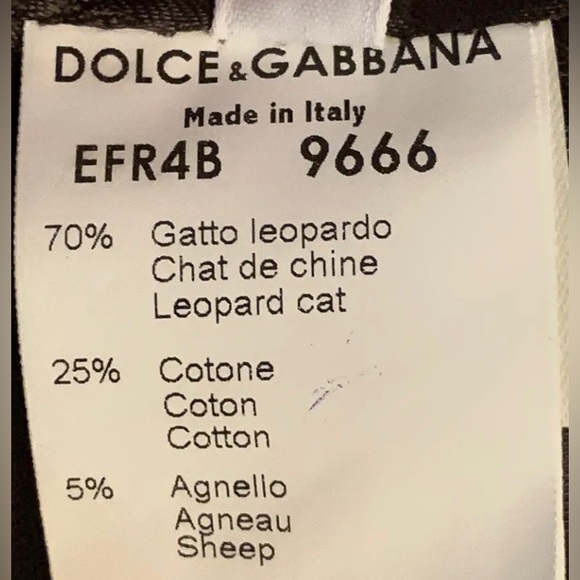 DOLCE & GABBANA
Made in Italy
EFR4B 9666
70% Gatto leopardo
Chat de chine
Leopard cat
25% Cotone
Coton
Cotton
5% Agnello
Agneau
Sheep